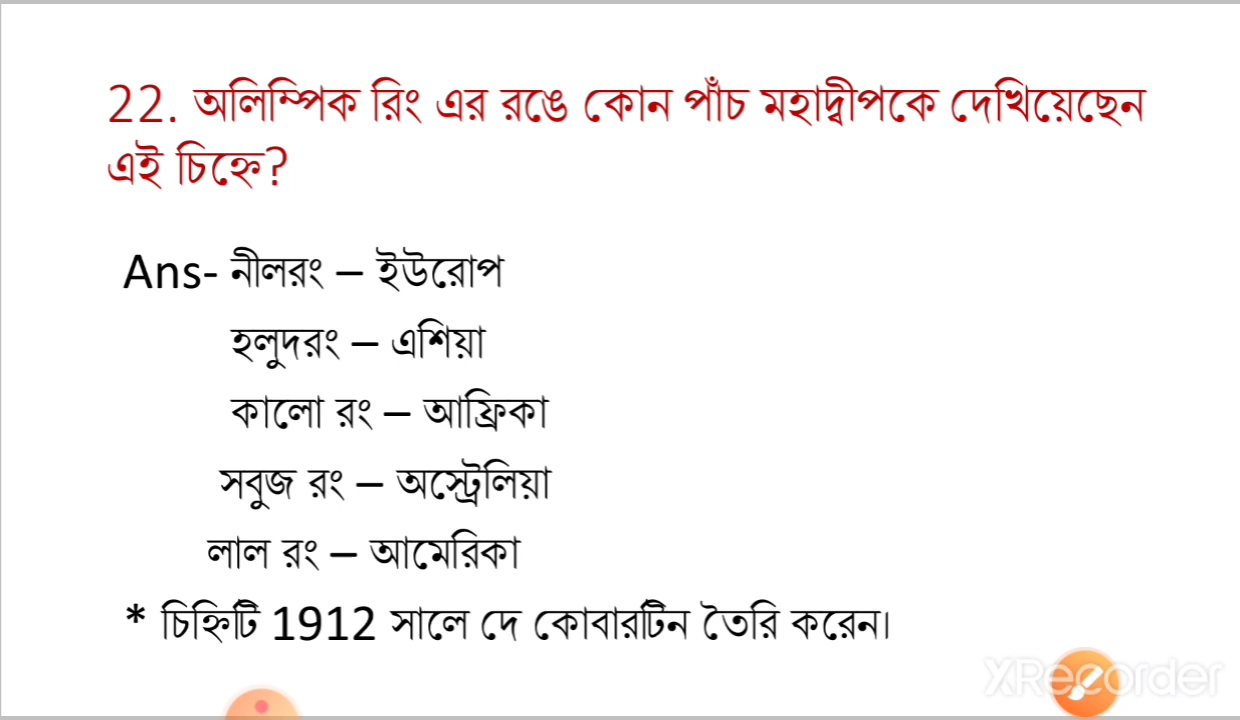 22. অলিম্পিক রিং এর রঙে কোন পাঁচ মহাদ্বীপকে দেখিয়েছেন
এই চিহ্নে?
Ans- নীলরং – ইউরোপ
হলুদরং – এশিয়া
কালো রং – আফ্রিকা
সবুজ রং – অস্ট্রেলিয়া
লাল রং – আমেরিকা
* চিহ্নিটি 1912 সালে দে কোবারটিন তৈরি করেন।
XRecorder